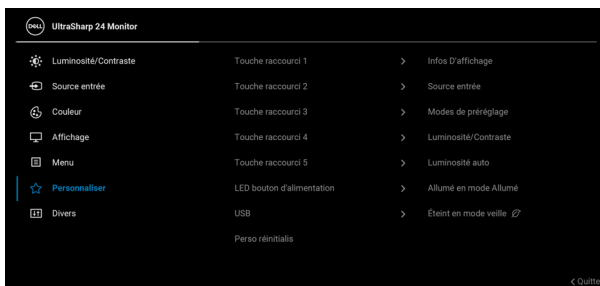 DELL UltraSharp 24 Monitor
Luminosité/Contraste Touche raccourci 1 > Infos D'affichage
Source entrée Touche raccourci 2 > Source entrée
Couleur Touche raccourci 3 > Modes de préréglage
Affichage Touche raccourci 4 > Luminosité/Contraste
Menu Touche raccourci 5 > Luminosité auto
Personnaliser LED bouton d'alimentation > Allumé en mode Allumé
Divers USB > Éteint en mode veille
Perso réinitialis
< Quitte